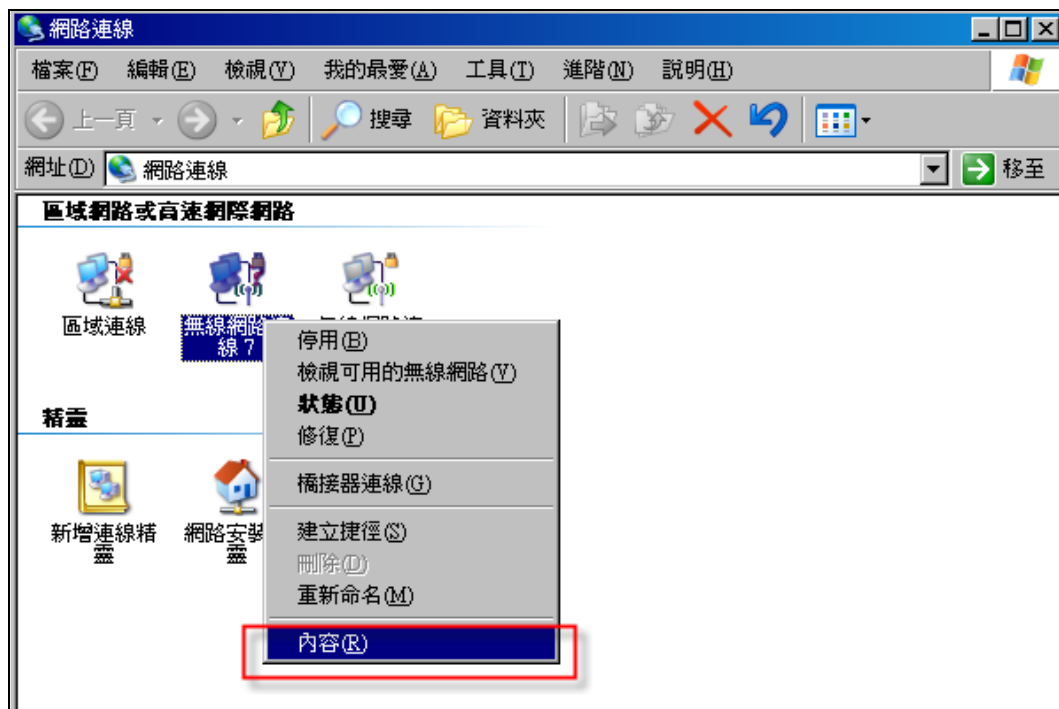 網路連線
檔案(F) 編輯(E) 檢視(V) 我的最愛(A) 工具(T) 進階(N) 說明(H)
上一頁 搜尋 資料夾
網址(D) 網路連線 移至
區域網路或高速網際網路
區域連線 無線網路
線 7
停用(B)
檢視可用的無線網路(V)
狀態(U)
修復(P)
橋接器連線(G)
建立捷徑(S)
刪除(D)
重新命名(M)
內容(R)
精靈
新增連線精
靈
網路安裝
靈